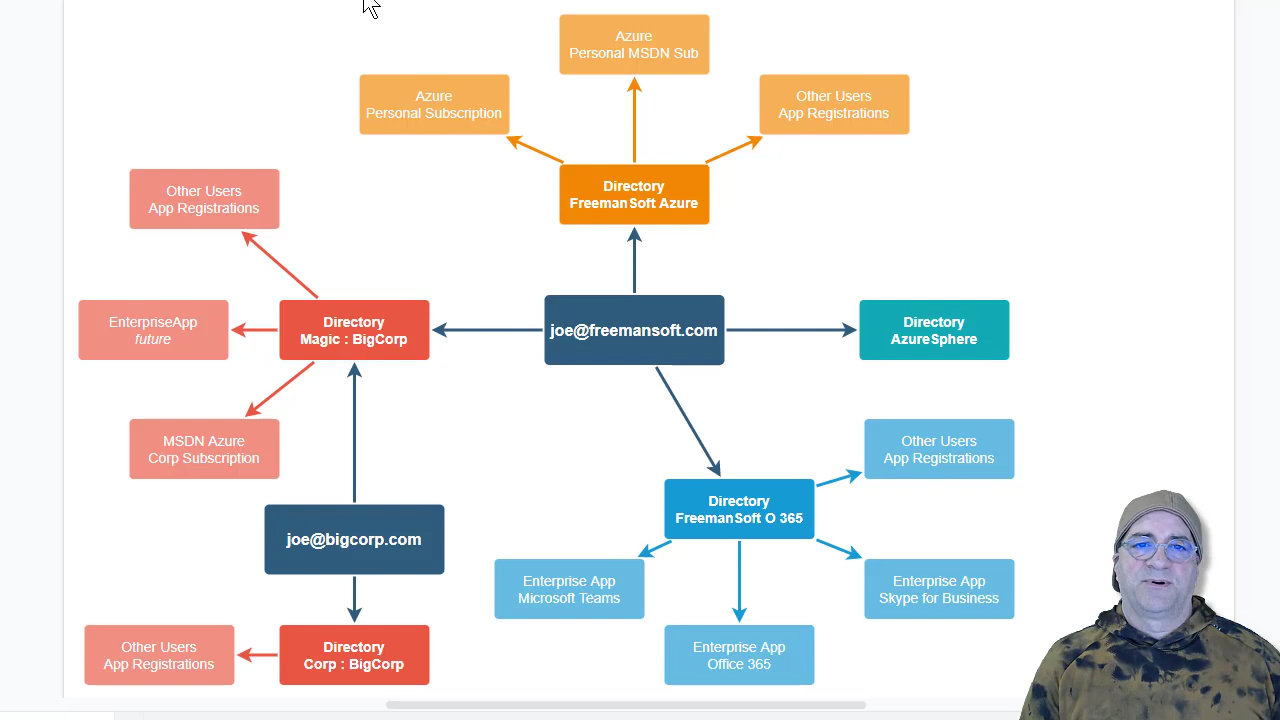 Azure
Personal MSDN Sub
Azure
Personal Subscription
Other Users
App Registrations
Directory
FreemanSoft Azure
Other Users
App Registrations
EnterpriseApp
future
Directory
Magic : BigCorp
joe@freemansoft.com
Directory
AzureSphere
MSDN Azure
Corp Subscription
Other Users
App Registrations
Directory
FreemanSoft O 365
joe@bigcorp.com
Enterprise App
Microsoft Teams
Enterprise App
Skype for Business
Other Users
App Registrations
Directory
Corp : BigCorp
Enterprise App
Office 365